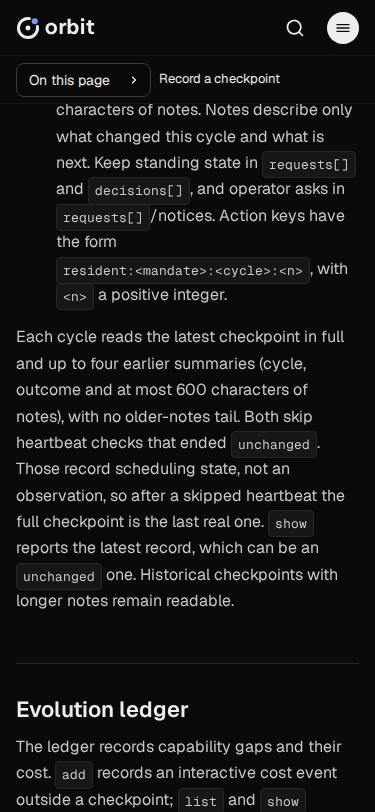 orbit
On this page
Record a checkpoint
characters of notes. Notes describe only
what changed this cycle and what is
next. Keep standing state in requests[]
and decisions[], and operator asks in
requests[]/notices. Action keys have
the form
resident:<mandate>:<cycle>:<n>, with
<n> a positive integer.
Each cycle reads the latest checkpoint in full
and up to four earlier summaries (cycle,
outcome and at most 600 characters of
notes), with no older-notes tail. Both skip
heartbeat checks that ended unchanged.
Those record scheduling state, not an
observation, so after a skipped heartbeat the
full checkpoint is the last real one. show
reports the latest record, which can be an
unchanged one. Historical checkpoints with
longer notes remain readable.
Evolution ledger
The ledger records capability gaps and their
cost. add records an interactive cost event
outside a checkpoint; list and show